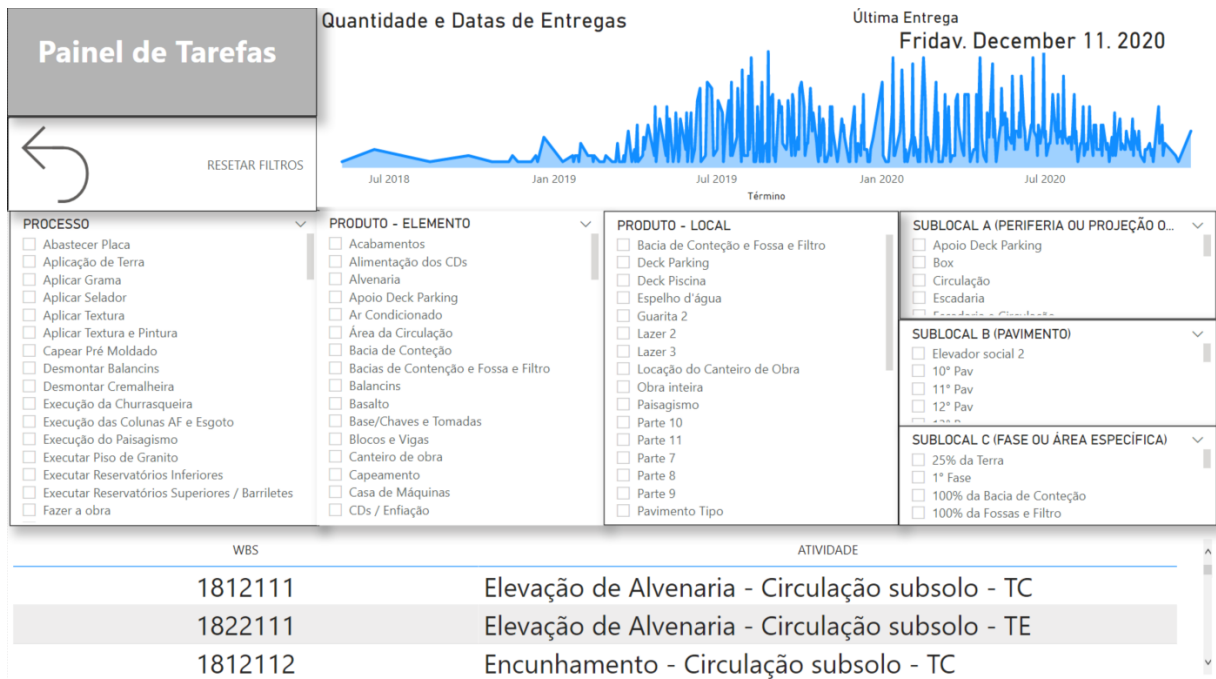 Painel de Tarefas
RESETAR FILTROS
Quantidade e Datas de Entregas
Última Entrega
Friday, December 11, 2020
Jul 2018
Jan 2019
Jul 2019
Jan 2020
Jul 2020
Término
PROCESSO
Abastecer Placa
Aplicação de Terra
Aplicar Grama
Aplicar Selador
Aplicar Textura
Aplicar Textura e Pintura
Capear Pré Moldado
Desmontar Balancins
Desmontar Cremalheira
Execução da Churrasqueira
Execução das Colunas AF e Esgoto
Execução do Paisagismo
Executar Piso de Granito
Executar Reservatórios Inferiores
Executar Reservatórios Superiores / Barriletes
Fazer a obra
PRODUTO - ELEMENTO
Acabamentos
Alimentação dos CDs
Alvenaria
Apoio Deck Parking
Ar Condicionado
Área da Circulação
Bacia de Conteção
Bacias de Contenção e Fossa e Filtro
Balancins
Basalto
Base/Chaves e Tomadas
Blocos e Vigas
Canteiro de obra
Capeamento
Casa de Máquinas
CDs / Enfiação
PRODUTO - LOCAL
Bacia de Conteção e Fossa e Filtro
Deck Parking
Deck Piscina
Espelho d'água
Guarita 2
Lazer 2
Lazer 3
Locação do Canteiro de Obra
Obra inteira
Paisagismo
Parte 10
Parte 11
Parte 7
Parte 8
Parte 9
Pavimento Tipo
SUBLOCAL A (PERIFERIA OU PROJEÇÃO O...
Apoio Deck Parking
Box
Circulação
Escadaria
Escadaria e Circulação
SUBLOCAL B (PAVIMENTO)
Elevador social 2
10° Pav
11° Pav
12° Pav
SUBLOCAL C (FASE OU ÁREA ESPECÍFICA)
25% da Terra
1° Fase
100% da Bacia de Conteção
100% da Fossas e Filtro
WBS ATIVIDADE
1812111 Elevação de Alvenaria - Circulação subsolo - TC
1822111 Elevação de Alvenaria - Circulação subsolo - TE
1812112 Encunhamento - Circulação subsolo - TC